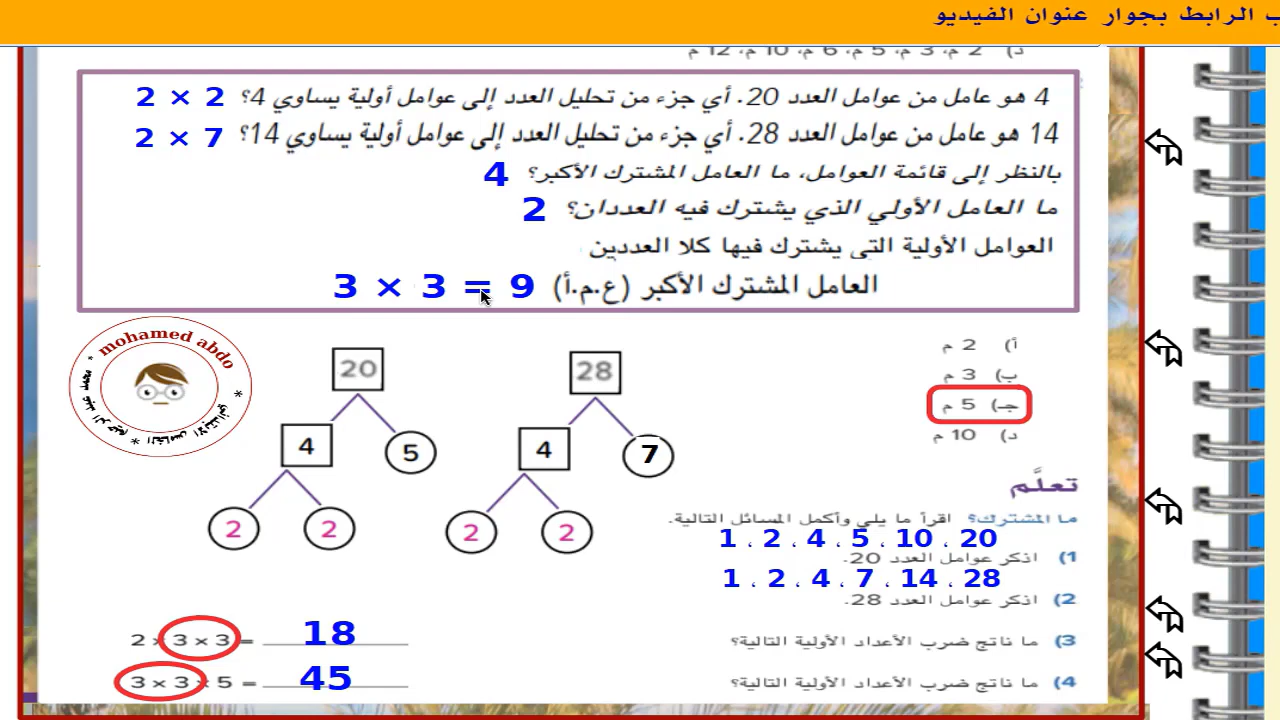 ب الرابط بجوار عنوان الفيديو
د) 2 م، 3 م، 5 م، 6 م، 10 م، 12 م
4 هو عامل من عوامل العدد 20. أي جزء من تحليل العدد إلى عوامل أولية يساوي 4؟ 2 × 2
14 هو عامل من عوامل العدد 28. أي جزء من تحليل العدد إلى عوامل أولية يساوي 14؟ 2 × 7
بالنظر إلى قائمة العوامل، ما العامل المشترك الأكبر؟ 4
ما العامل الأولي الذي يشترك فيه العددان؟ 2
العوامل الأولية التي يشترك فيها كلا العددين
العامل المشترك الأكبر (ع.م.أ) 3 × 3 = 9
mohamed abdo
20 28
4 5 4 7
2 2 2 2
أ) 2 م
ب) 3 م
جـ) 5 م
د) 10 م
تعلَّم
ما المشترك؟ اقرأ ما يلي وأكمل المسائل التالية.
1 ، 2 ، 4 ، 5 ، 10 ، 20
1) اذكر عوامل العدد 20.
1 ، 2 ، 4 ، 7 ، 14 ، 28
2) اذكر عوامل العدد 28.
3) ما ناتج ضرب الأعداد الأولية التالية؟ 2 × 3 × 3 = 18
4) ما ناتج ضرب الأعداد الأولية التالية؟ 3 × 3 × 5 = 45